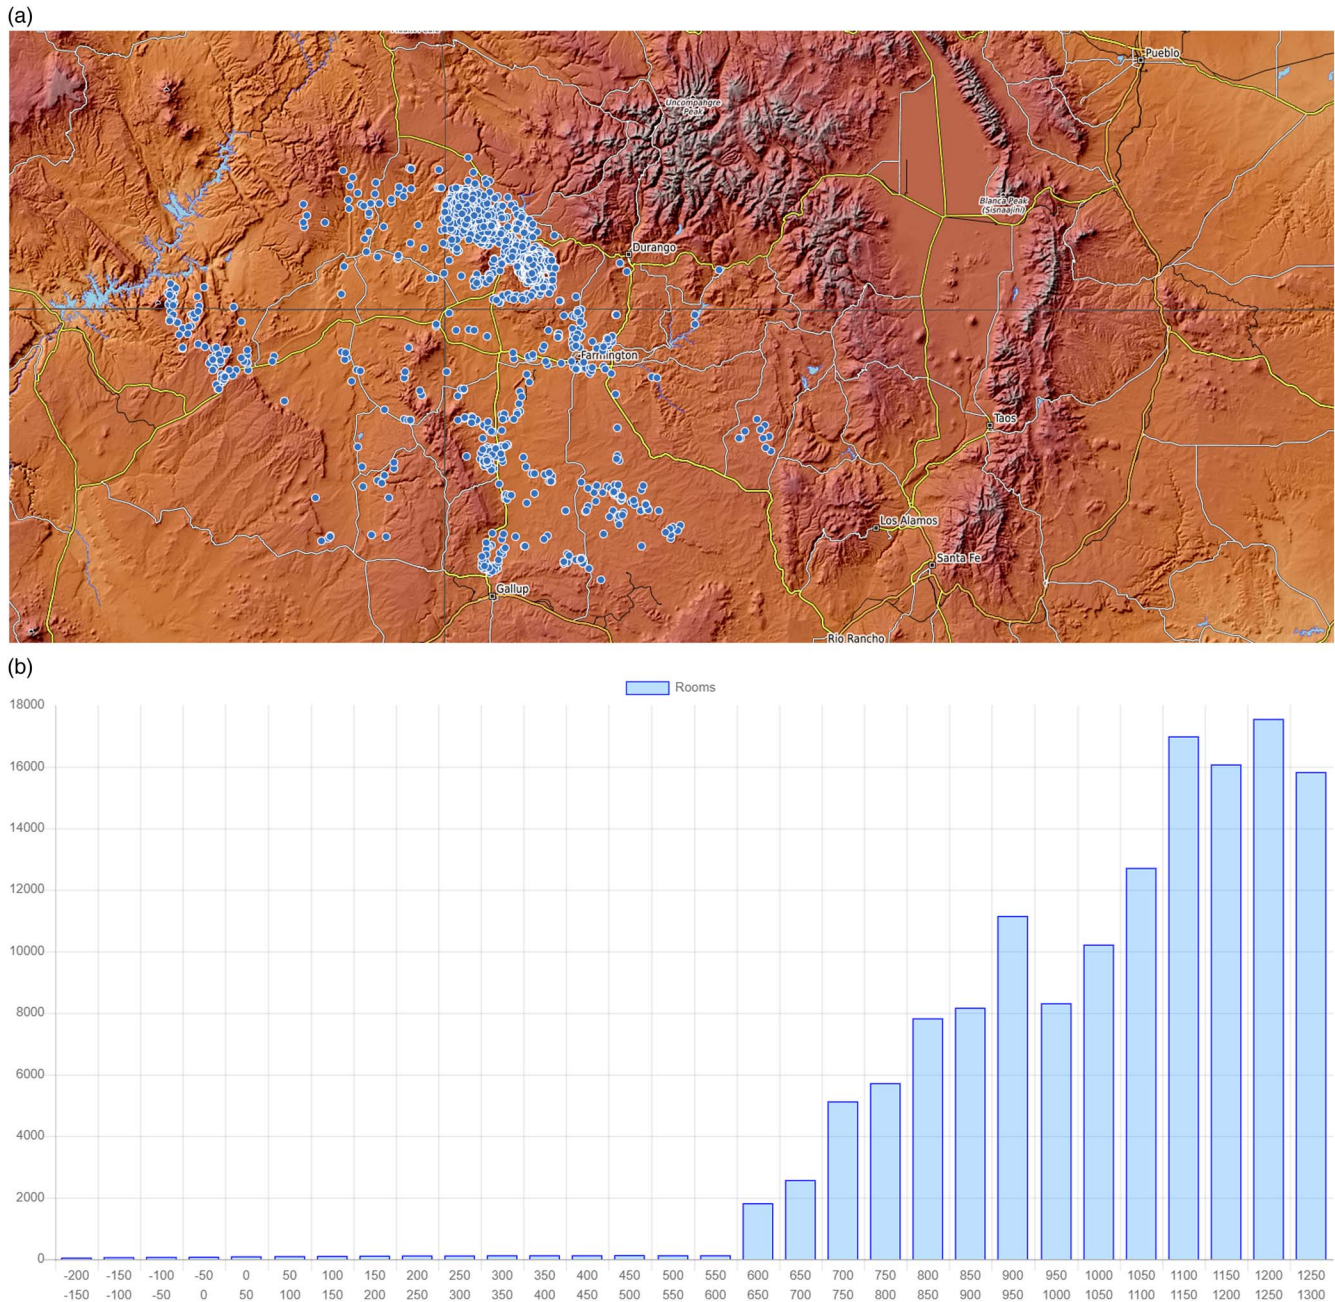 (a)
Pueblo
Uncompahgre
Peak
Blanca Peak
(Sisnaajini)
Durango
Farmington
Taos
Los Alamos
Santa Fe
Gallup
Rio Rancho
(b)
Rooms
18000
16000
14000
12000
10000
8000
6000
4000
2000
0
-200 -150 -100 -50 0 50 100 150 200 250 300 350 400 450 500 550 600 650 700 750 800 850 900 950 1000 1050 1100 1150 1200 1250
-150 -100 -50 0 50 100 150 200 250 300 350 400 450 500 550 600 650 700 750 800 850 900 950 1000 1050 1100 1150 1200 1250 1300